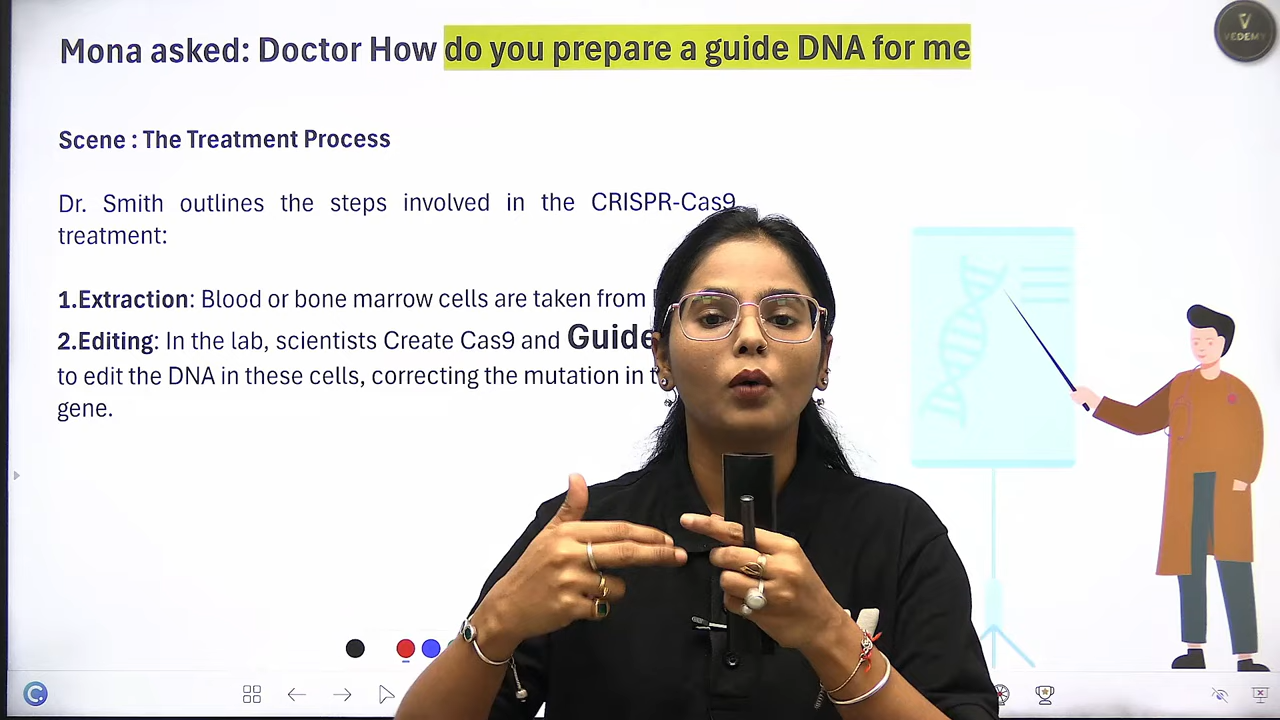 Mona asked: Doctor How do you prepare a guide DNA for me
VEDEMY
Scene : The Treatment Process
Dr. Smith outlines the steps involved in the CRISPR-Cas9
treatment:
1.Extraction: Blood or bone marrow cells are taken from
2.Editing: In the lab, scientists Create Cas9 and Guide
to edit the DNA in these cells, correcting the mutation in
gene.